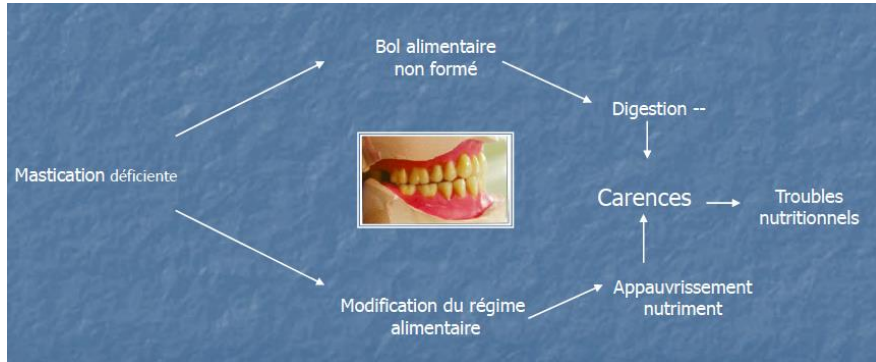 Bol alimentaire
non formé
Digestion --
Mastication déficiente
Carences
Troubles
nutritionnels
Modification du régime
alimentaire
Appauvrissement
nutriment